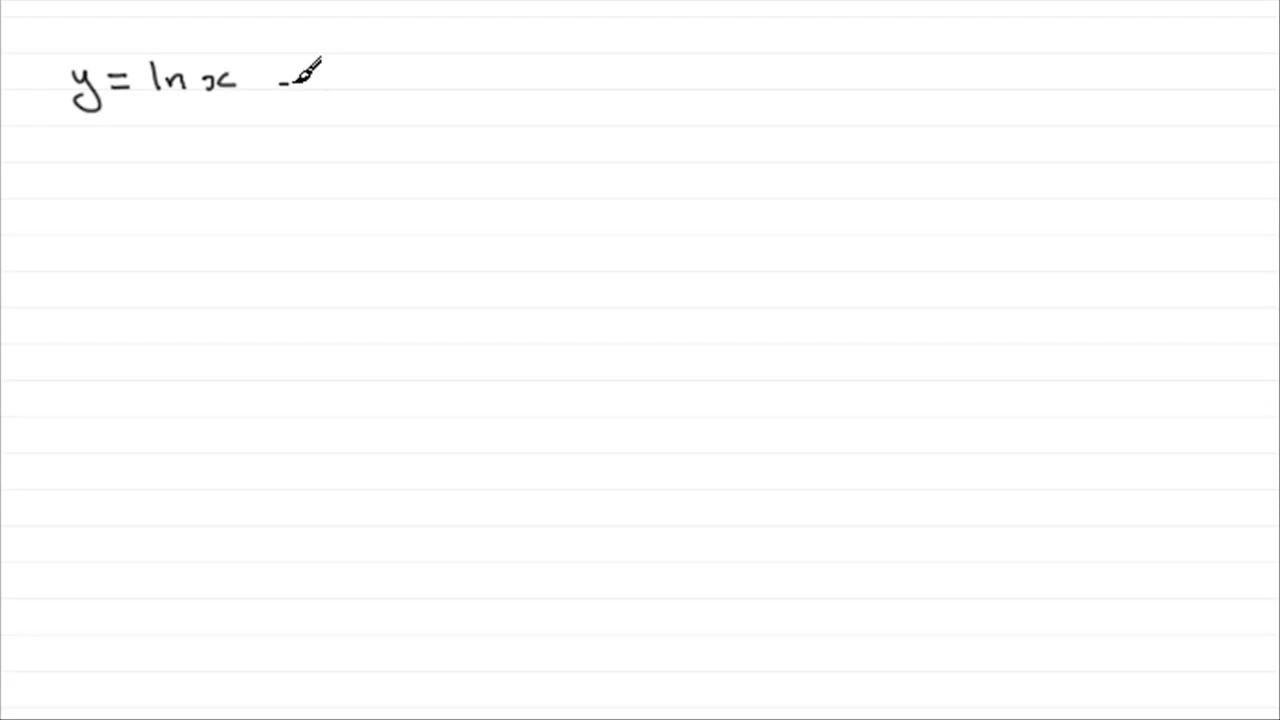 y = ln x -